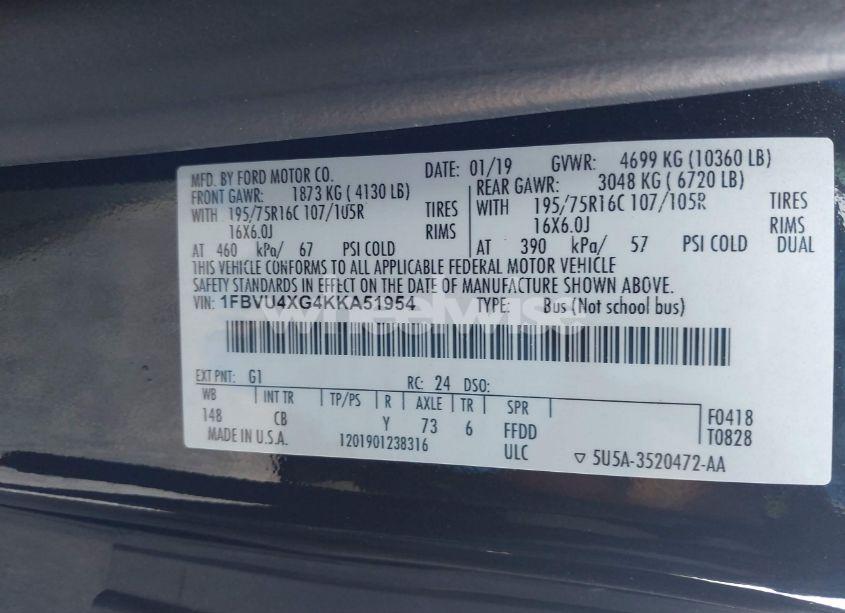 MFD. BY FORD MOTOR CO. DATE: 01/19 GVWR: 4699 KG (10360 LB)
FRONT GAWR: 1873 KG ( 4130 LB) REAR GAWR: 3048 KG ( 6720 LB)
WITH 195/75R16C 107/105R TIRES WITH 195/75R16C 107/105R TIRES
16X6.0J RIMS 16X6.0J RIMS
AT 460 kPa/ 67 PSI COLD AT 390 kPa/ 57 PSI COLD DUAL
THIS VEHICLE CONFORMS TO ALL APPLICABLE FEDERAL MOTOR VEHICLE
SAFETY STANDARDS IN EFFECT ON THE DATE OF MANUFACTURE SHOWN ABOVE.
VIN: 1FBVU4XG4KKA51954 TYPE: Bus (Not school bus)
wheelwise
EXT PNT: G1 RC: 24 DSO:
WB INT TR TP/PS R AXLE TR SPR
148 CB Y 73 6 FFDD F0418
MADE IN U.S.A. 1201901238316 ULC T0828
▽ 5U5A-3520472-AA